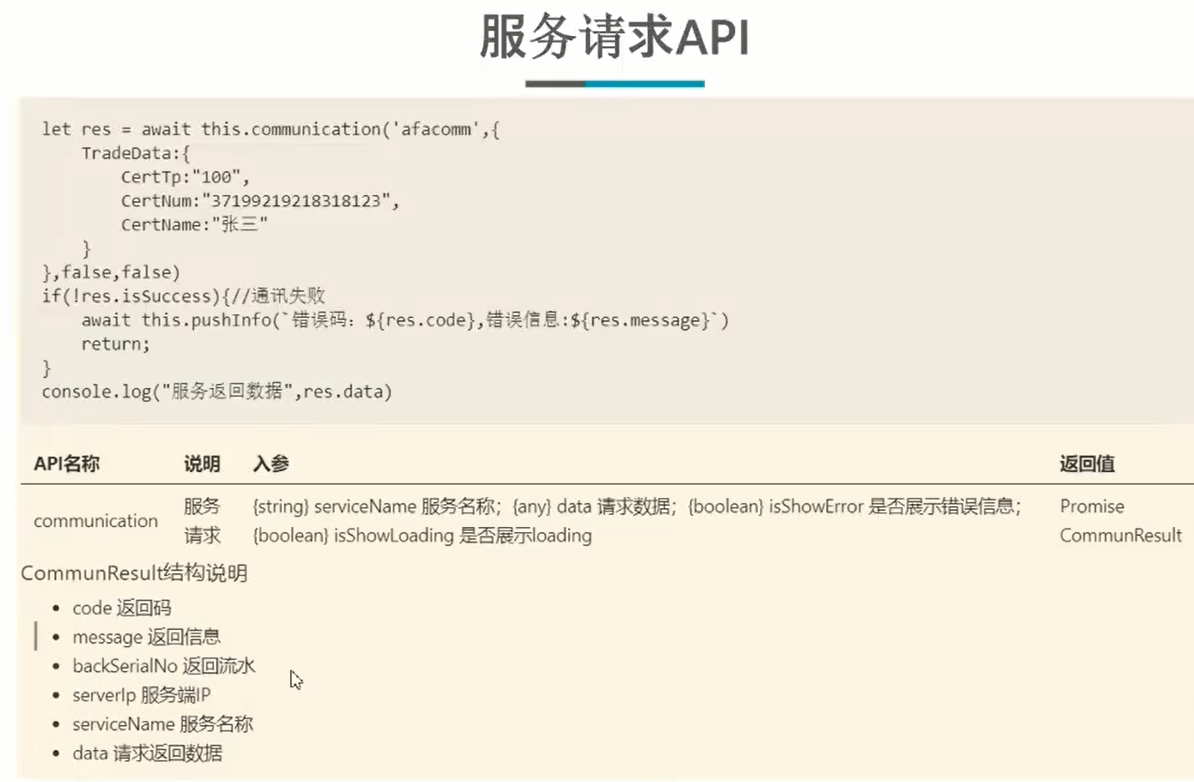 服务请求API
let res = await this.communication('afacomm',{
    TradeData:{
        CertTp:"100",
        CertNum:"37199219218318123",
        CertName:"张三"
    }
},false,false)
if(!res.isSuccess){//通讯失败
    await this.pushInfo(`错误码：${res.code},错误信息:${res.message}`)
    return;
}
console.log("服务返回数据",res.data)
API名称 说明 入参 返回值
communication 服务请求 {string} serviceName 服务名称；{any} data 请求数据；{boolean} isShowError 是否展示错误信息；
{boolean} isShowLoading 是否展示loading Promise
CommunResult
CommunResult结构说明
• code 返回码
• message 返回信息
• backSerialNo 返回流水
• serverIp 服务端IP
• serviceName 服务名称
• data 请求返回数据